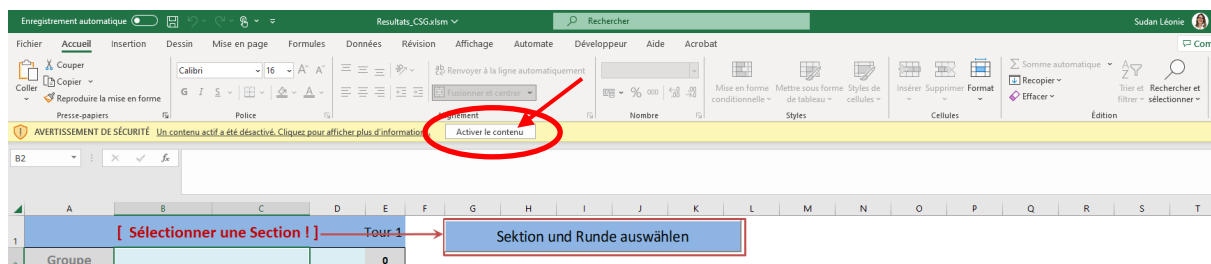 Enregistrement automatique Resultats_CSG.xlsm Rechercher Sudan Léonie
Fichier Accueil Insertion Dessin Mise en page Formules Données Révision Affichage Automate Développeur Aide Acrobat Com
Coller Couper Calibri 16 A^ A˅ Renvoyer à la ligne automatiquement Somme automatique
Copier G I S A Fusionner et centrer % 000 Mise en forme Mettre sous forme Styles de Insérer Supprimer Format Recopier Trier et Rechercher et
Reproduire la mise en forme conditionnelle de tableau cellules Effacer filtrer sélectionner
Presse-papiers Police Alignement Nombre Styles Cellules Édition
AVERTISSEMENT DE SÉCURITÉ Un contenu actif a été désactivé. Cliquez pour afficher plus d'informations. Activer le contenu
B2 fx
A B C D E F G H I J K L M N O P Q R S T
1 [ Sélectionner une Section ! ] Tour 1 Sektion und Runde auswählen
Groupe 0